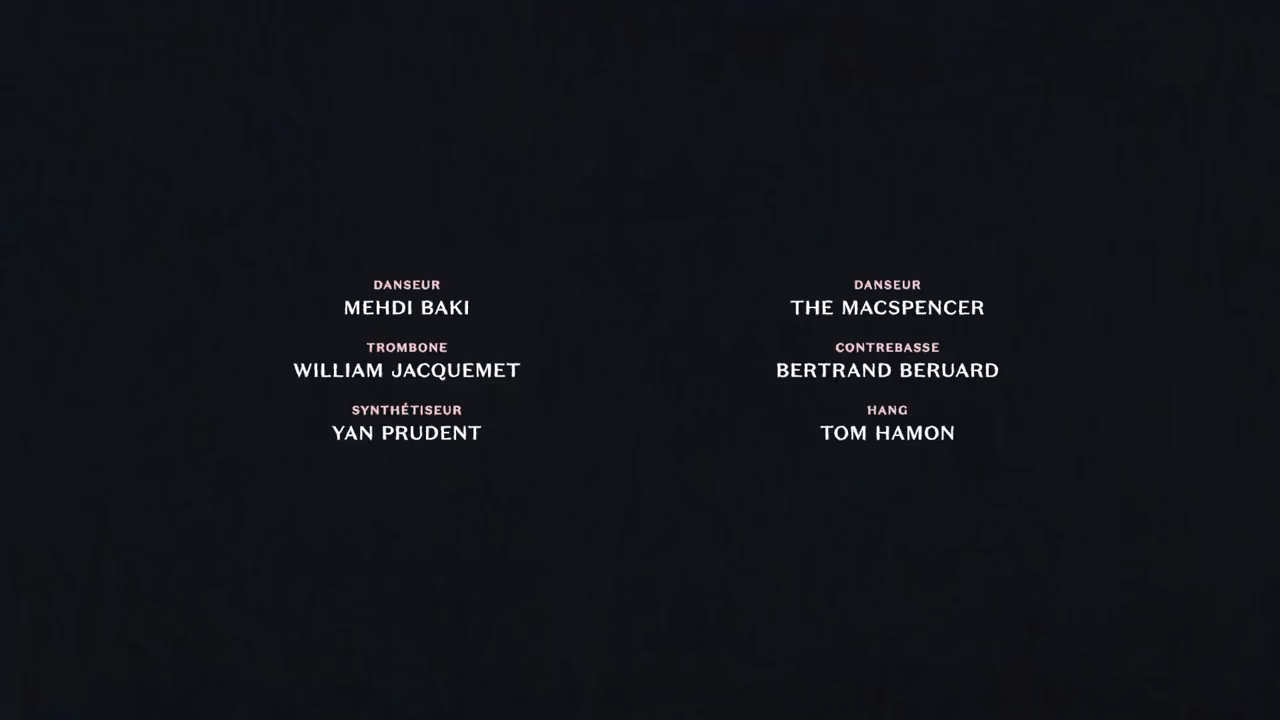 DANSEUR
MEHDI BAKI
TROMBONE
WILLIAM JACQUEMET
SYNTHÉTISEUR
YAN PRUDENT
DANSEUR
THE MACSPENCER
CONTREBASSE
BERTRAND BERUARD
HANG
TOM HAMON